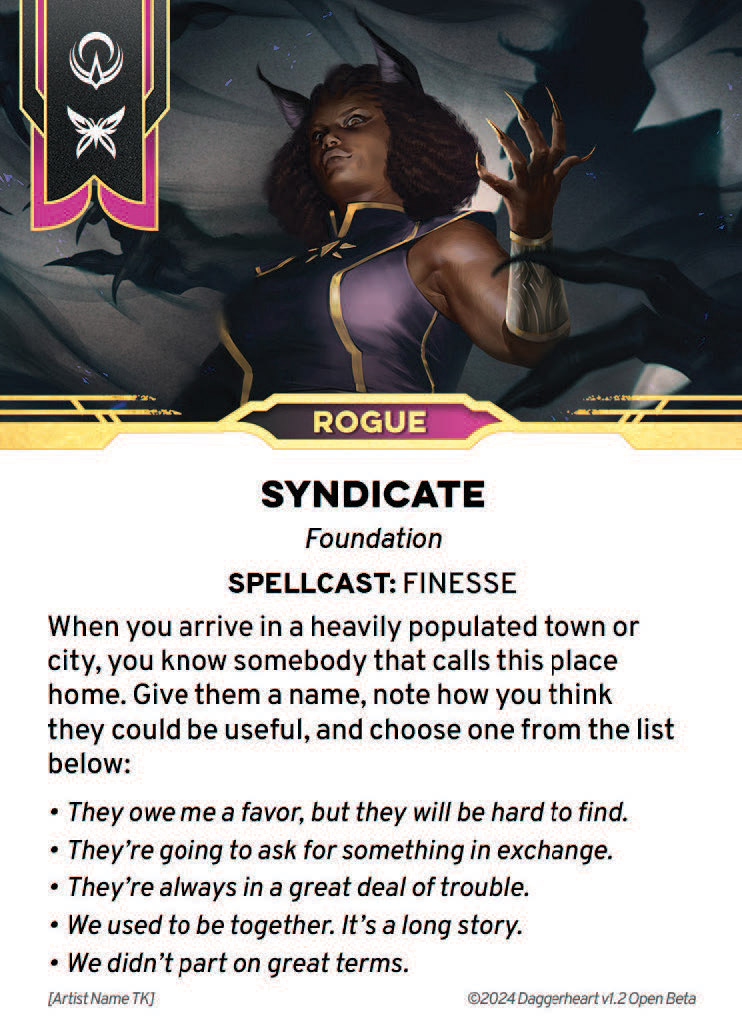 ROGUE
SYNDICATE
Foundation
SPELLCAST: FINESSE
When you arrive in a heavily populated town or
city, you know somebody that calls this place
home. Give them a name, note how you think
they could be useful, and choose one from the list
below:
• They owe me a favor, but they will be hard to find.
• They’re going to ask for something in exchange.
• They’re always in a great deal of trouble.
• We used to be together. It’s a long story.
• We didn’t part on great terms.
[Artist Name TK] ©2024 Daggerheart v1.2 Open Beta